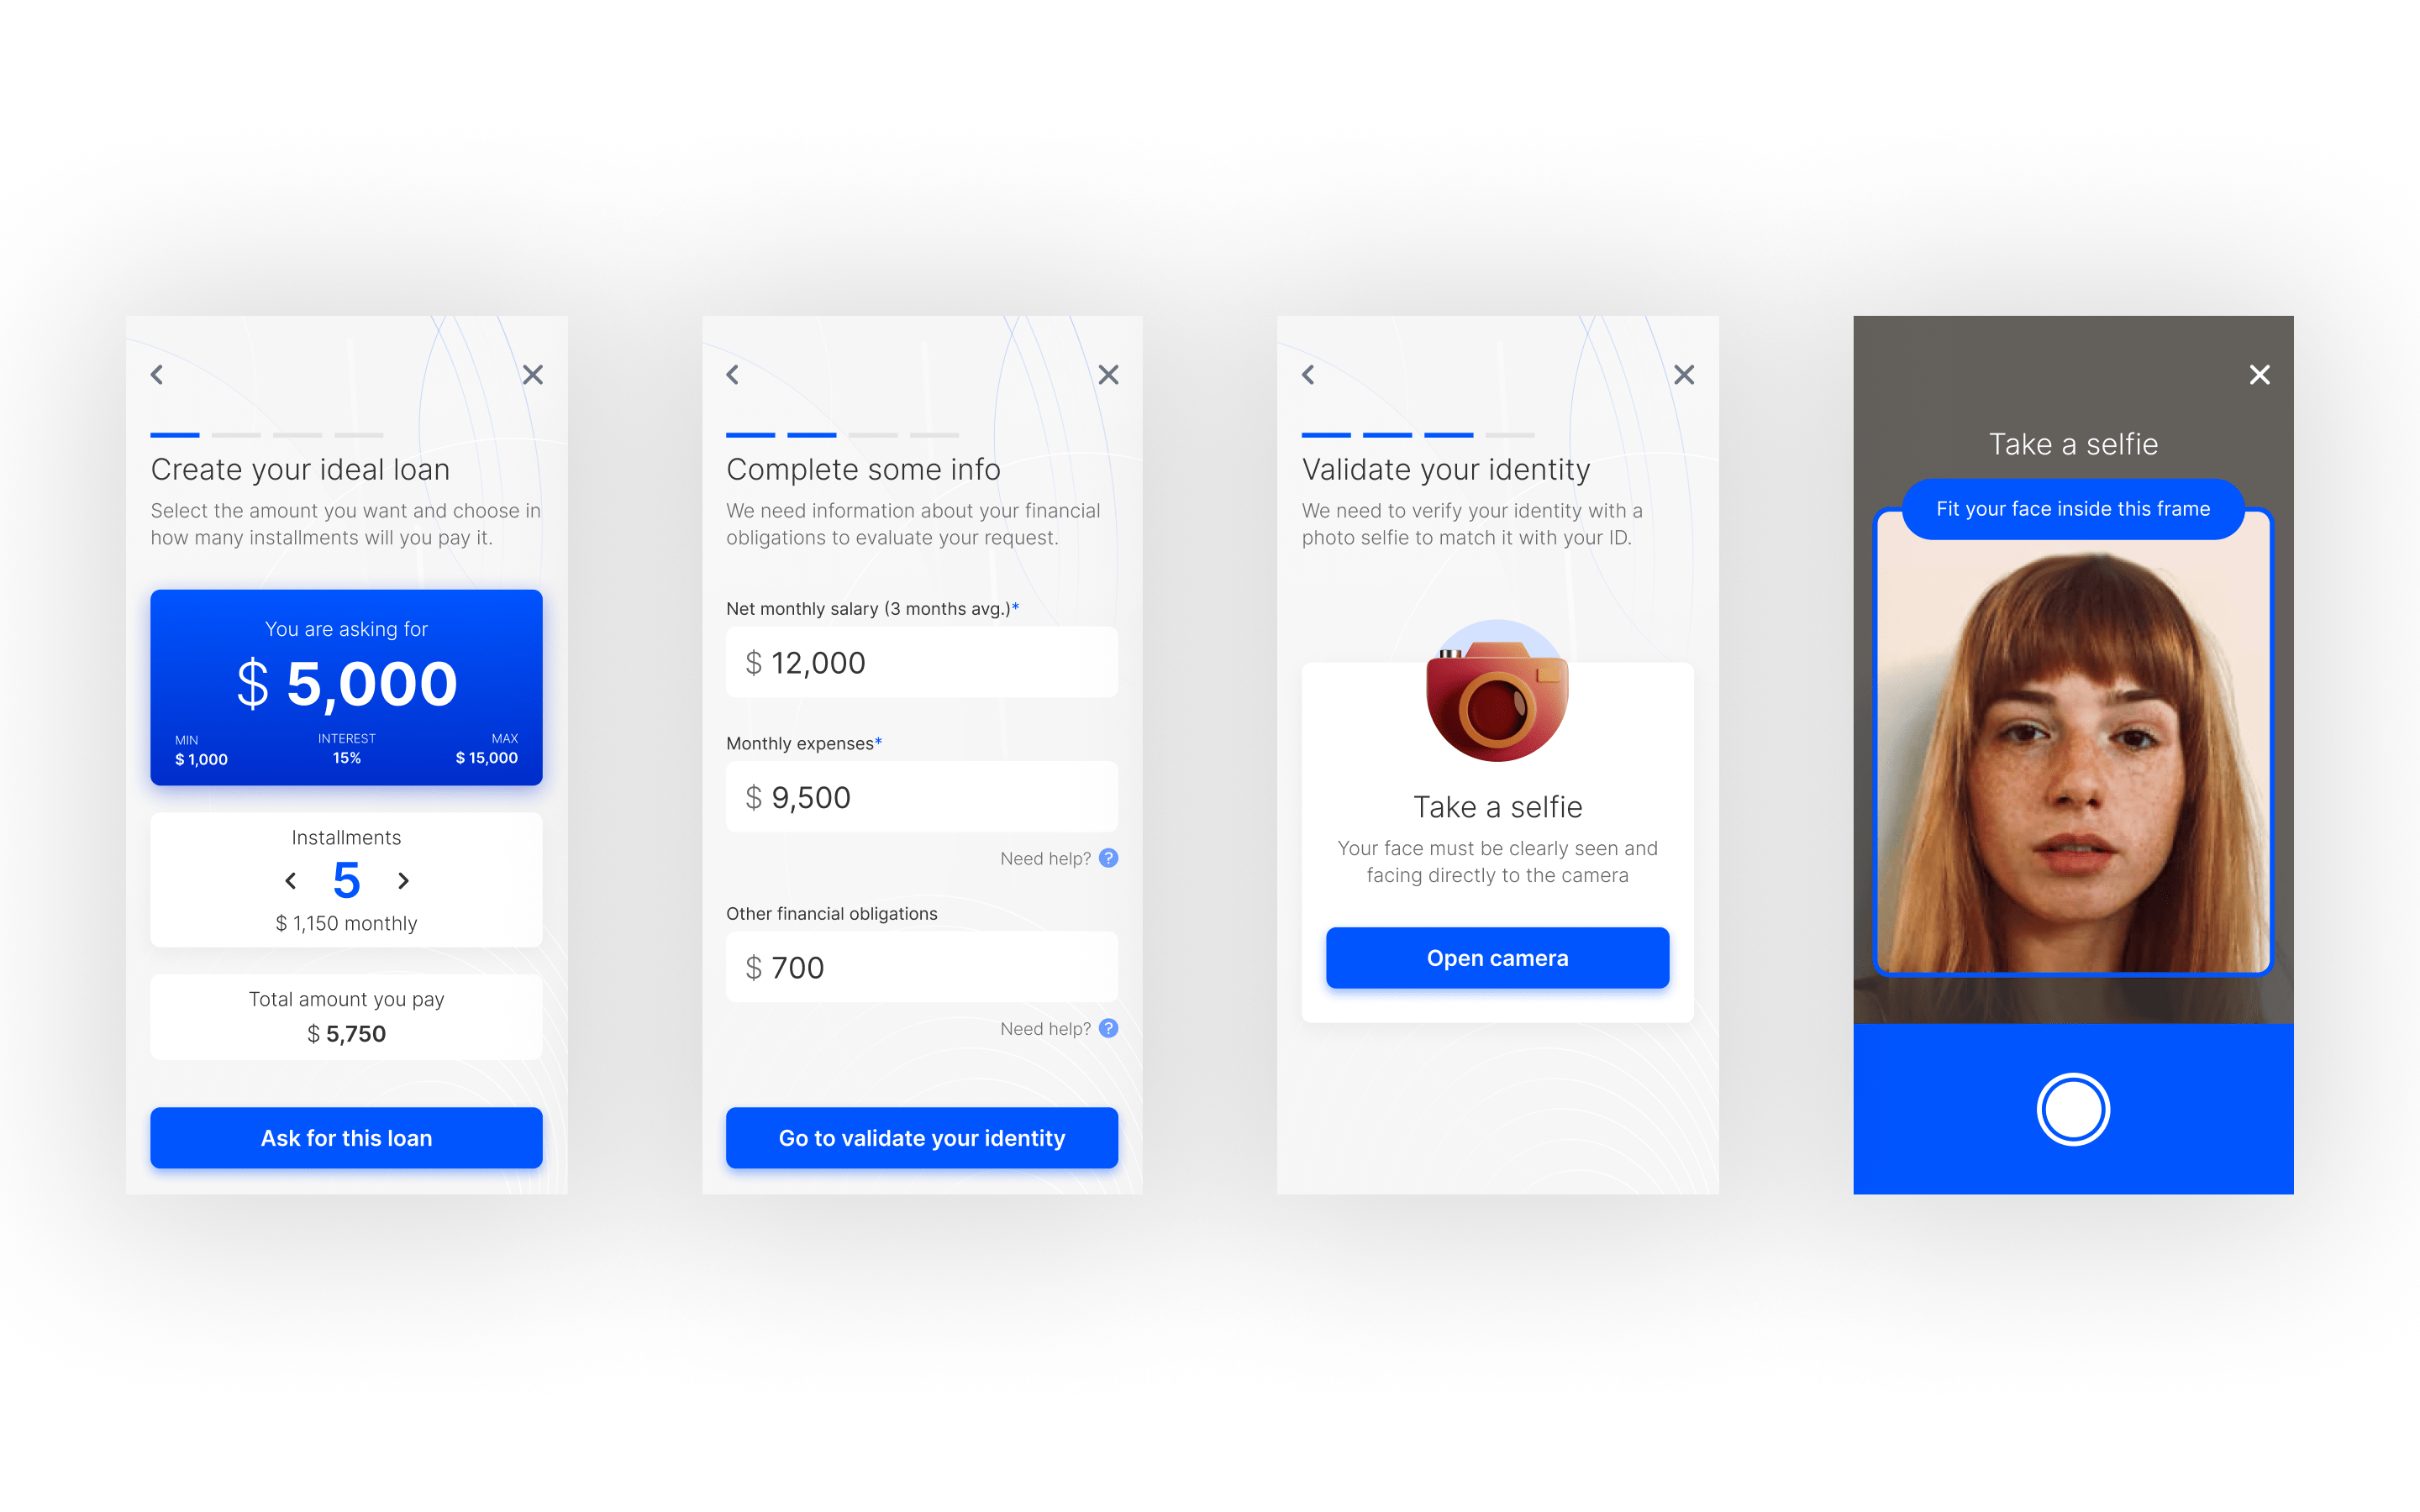 Create your ideal loan
Select the amount you want and choose in
how many installments will you pay it.
You are asking for
$ 5,000
MIN
$ 1,000
INTEREST
15%
MAX
$ 15,000
Installments
5
$ 1,150 monthly
Total amount you pay
$ 5,750
Ask for this loan
Complete some info
We need information about your financial
obligations to evaluate your request.
Net monthly salary (3 months avg.)*
$ 12,000
Monthly expenses*
$ 9,500
Need help? ?
Other financial obligations
$ 700
Need help? ?
Go to validate your identity
Validate your identity
We need to verify your identity with a
photo selfie to match it with your ID.
Take a selfie
Your face must be clearly seen and
facing directly to the camera
Open camera
Take a selfie
Fit your face inside this frame